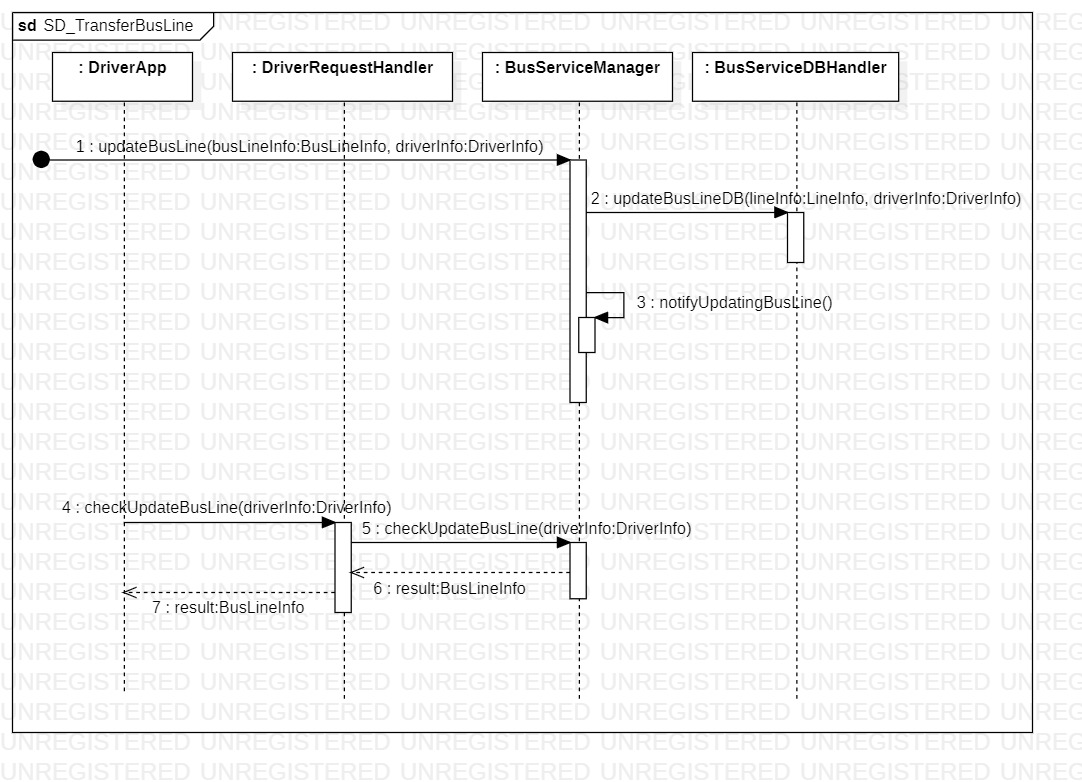 sd SD_TransferBusLine
: DriverApp
: DriverRequestHandler
: BusServiceManager
: BusServiceDBHandler
1 : updateBusLine(busLineInfo:BusLineInfo, driverInfo:DriverInfo)
2 : updateBusLineDB(lineInfo:LineInfo, driverInfo:DriverInfo)
3 : notifyUpdatingBusLine()
4 : checkUpdateBusLine(driverInfo:DriverInfo)
5 : checkUpdateBusLine(driverInfo:DriverInfo)
6 : result:BusLineInfo
7 : result:BusLineInfo
UNREGISTERED